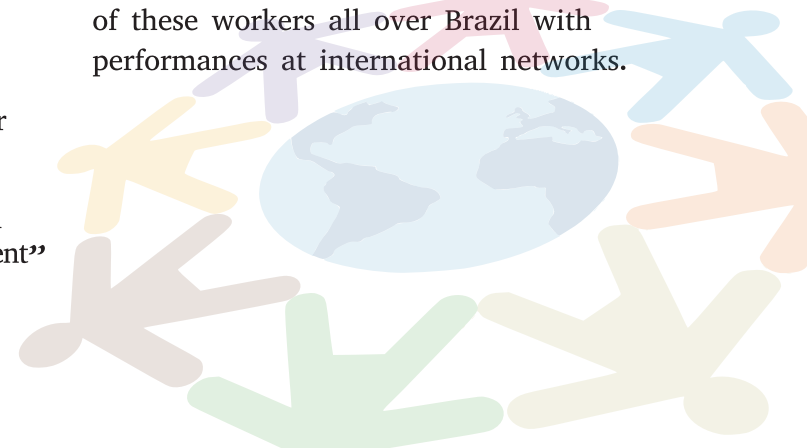 of these workers all over Brazil with
performances at international networks.
r
ent”